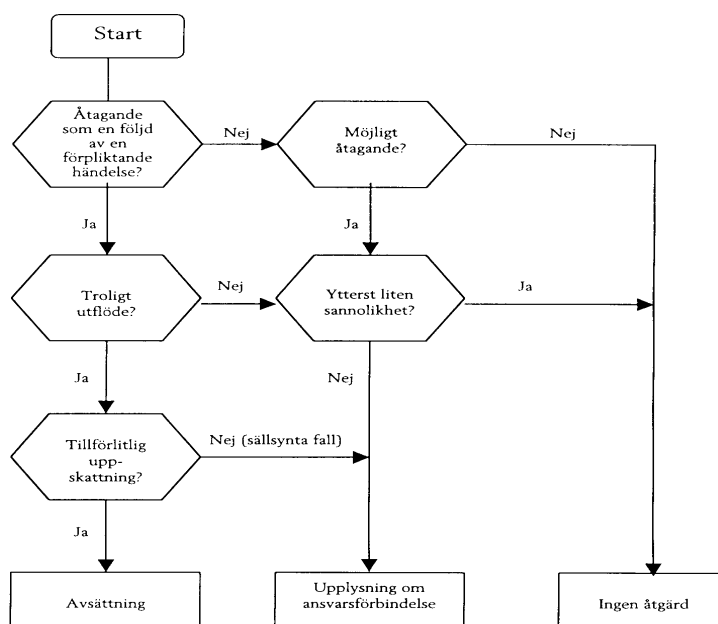 Start
Åtagande
som en följd
av en
förpliktande
händelse?
Nej
Möjligt
åtagande?
Nej
Ja
Ja
Troligt
utflöde?
Nej
Ytterst liten
sannolikhet?
Ja
Ja
Nej
Tillförlitlig
upp-
skattning?
Nej (sällsynta fall)
Ja
Avsättning
Upplysning om
ansvarsförbindelse
Ingen åtgärd